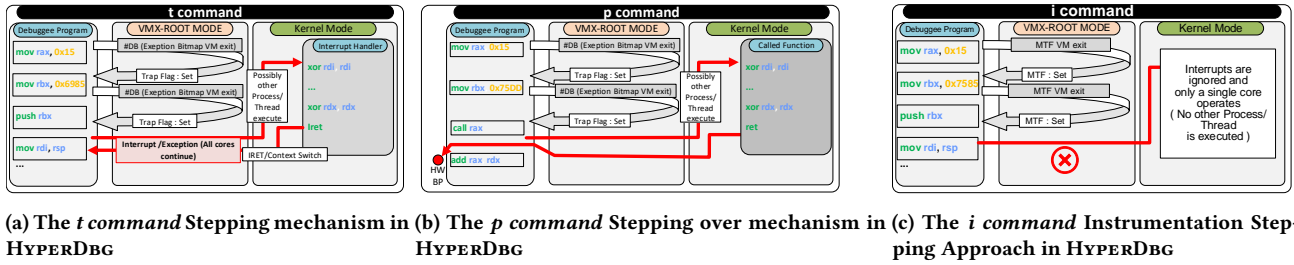 t command
Debuggee Program
VMX-ROOT MODE
Kernel Mode
mov rax, 0x15
mov rbx, 0x6985
push rbx
mov rdi, rsp
...
#DB (Exeption Bitmap VM exit)
Trap Flag : Set
#DB (Exeption Bitmap VM exit)
Trap Flag : Set
Interrupt /Exception (All cores
continue)
Possibly
other
Process/
Thread
execute
IRET/Context Switch
Interrupt Handler
xor rdi, rdi
...
xor rdx, rdx
Iret
(a) The t command Stepping mechanism in
HyperDbg
p command
Debuggee Program
VMX-ROOT MODE
Kernel Mode
mov rax 0x15
mov rbx 0x75DD
call rax
add rax rdx
HW
BP
#DB (Exeption Bitmap VM exit)
Trap Flag : Set
#DB (Exeption Bitmap VM exit)
Trap Flag : Set
Possibly
other
Process/
Thread
execute
Called Function
xor rdi, rdi
...
xor rdx, rdx
ret
(b) The p command Stepping over mechanism in
HyperDbg
i command
Debuggee Program
VMX-ROOT MODE
Kernel Mode
mov rax, 0x15
mov rbx, 0x7585
push rbx
mov rdi, rsp
...
MTF VM exit
MTF : Set
MTF VM exit
MTF : Set
Interrupts are
ignored and
only a single core
operates
( No other Process/
Thread
is executed )
(c) The i command Instrumentation Step-
ping Approach in HyperDbg